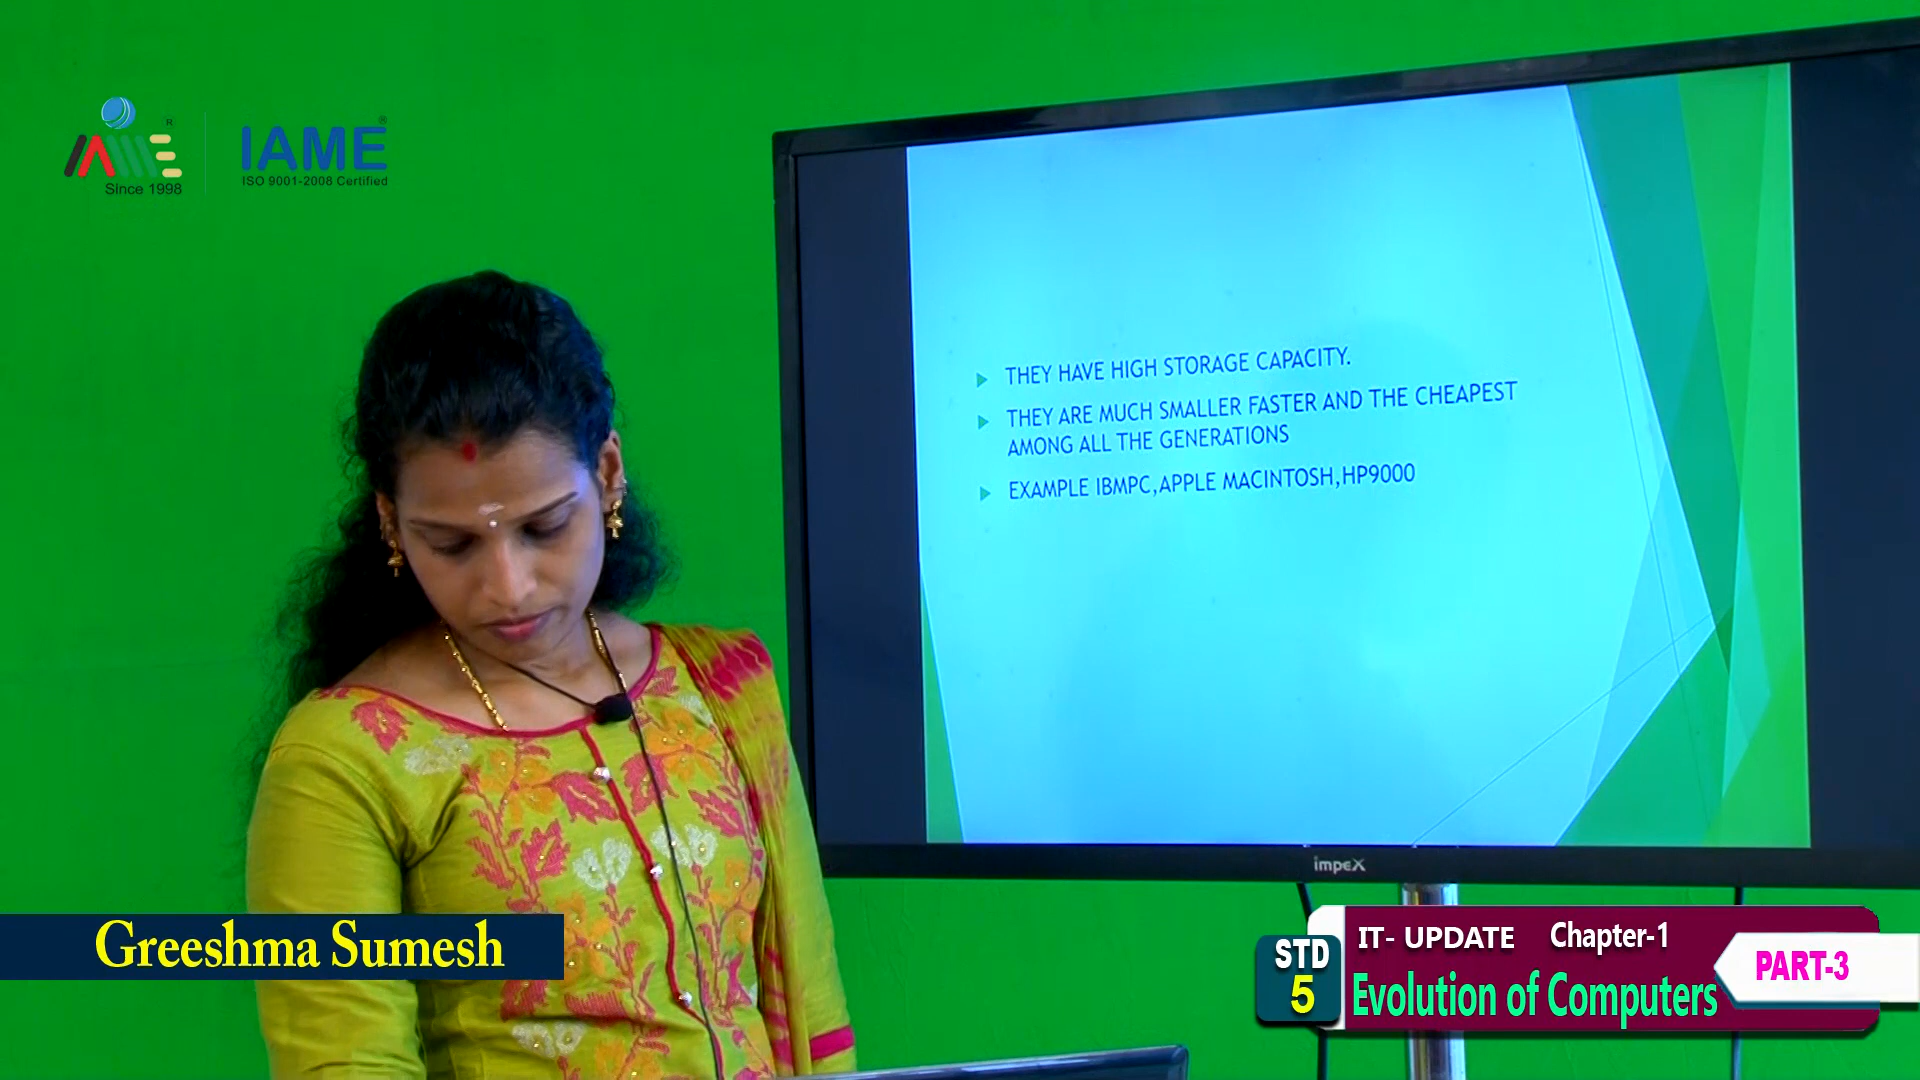 IAME
Since 1998
IAME
ISO 9001-2008 Certified
THEY HAVE HIGH STORAGE CAPACITY.
THEY ARE MUCH SMALLER FASTER AND THE CHEAPEST
AMONG ALL THE GENERATIONS
EXAMPLE IBMPC,APPLE MACINTOSH,HP9000
impex
Greeshma Sumesh
STD
5
IT- UPDATE Chapter-1
Evolution of Computers
PART-3